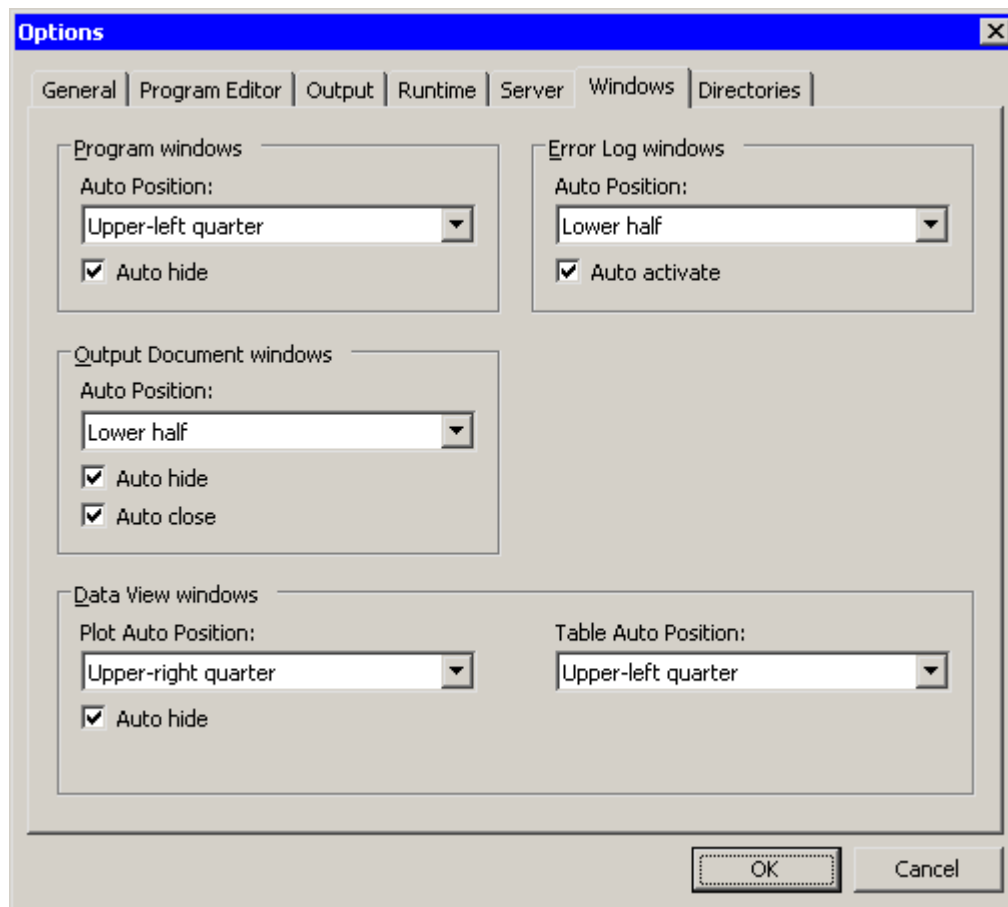 Options
General Program Editor Output Runtime Server Windows Directories
Program windows
Auto Position:
Upper-left quarter
Auto hide
Error Log windows
Auto Position:
Lower half
Auto activate
Output Document windows
Auto Position:
Lower half
Auto hide
Auto close
Data View windows
Plot Auto Position:
Upper-right quarter
Auto hide
Table Auto Position:
Upper-left quarter
OK Cancel